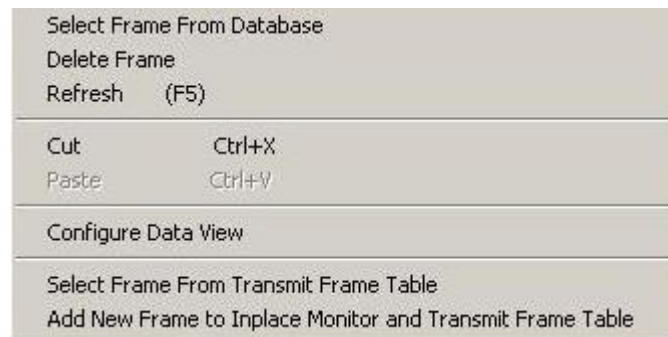 Select Frame From Database
Delete Frame
Refresh (F5)
Cut Ctrl+X
Paste Ctrl+V
Configure Data View
Select Frame From Transmit Frame Table
Add New Frame to Inplace Monitor and Transmit Frame Table